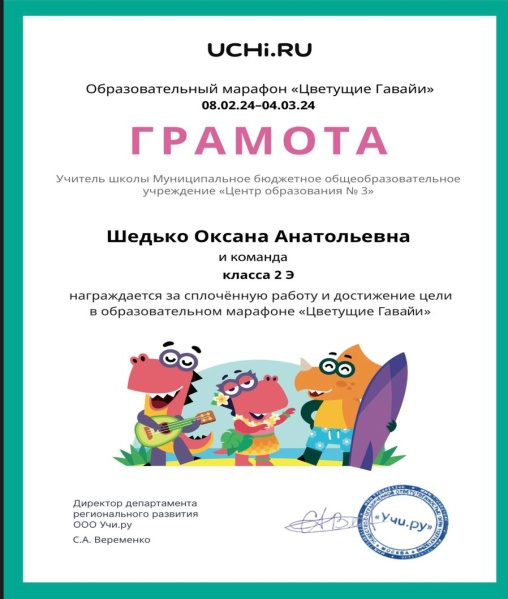 UCHi.RU
Образовательный марафон «Цветущие Гавайи»
08.02.24–04.03.24
ГРАМОТА
Учитель школы Муниципальное бюджетное общеобразовательное
учреждение «Центр образования № 3»
Шедько Оксана Анатольевна
и команда
класса 2 Э
награждается за сплочённую работу и достижение цели
в образовательном марафоне «Цветущие Гавайи»
Директор департамента
регионального развития
ООО Учи.ру
С.А. Веременко
«Учи.ру»